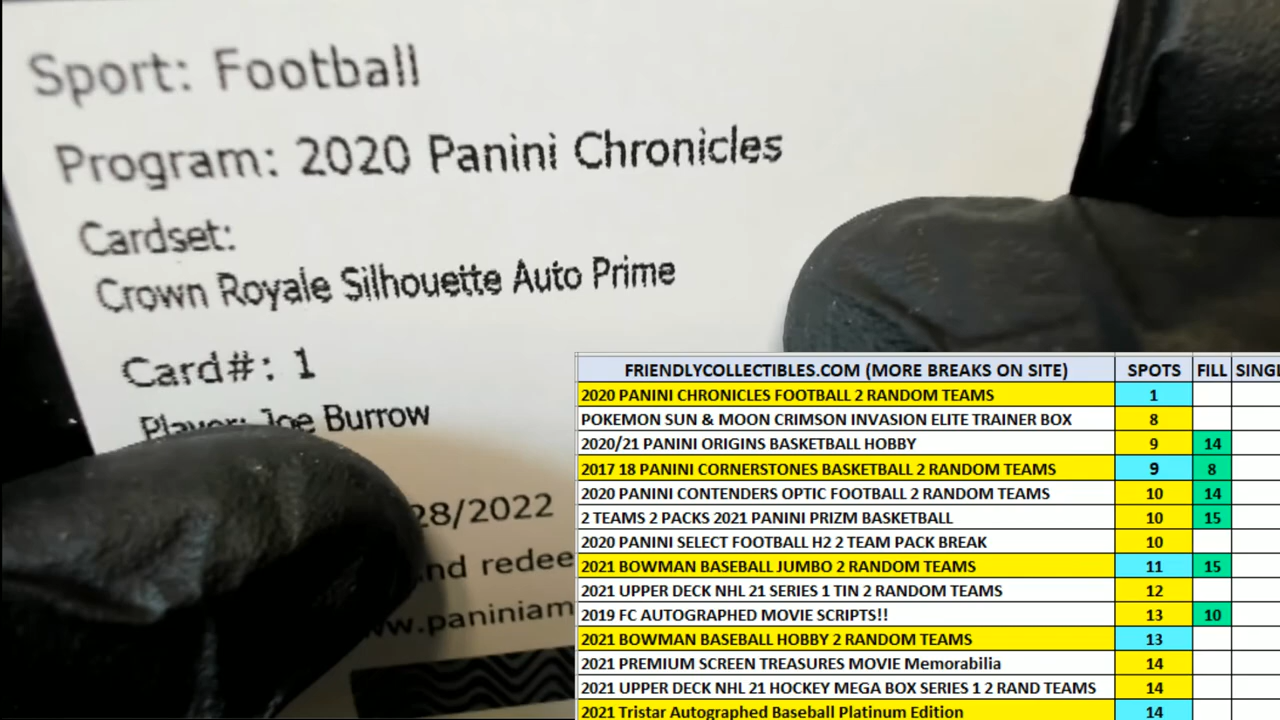 Sport: Football
Program: 2020 Panini Chronicles
Cardset:
Crown Royale Silhouette Auto Prime
Card#: 1
Player: Joe Burrow
28/2022
nd redee
www.paniniam
FRIENDLYCOLLECTIBLES.COM (MORE BREAKS ON SITE) SPOTS FILL SINGL
2020 PANINI CHRONICLES FOOTBALL 2 RANDOM TEAMS 1
POKEMON SUN & MOON CRIMSON INVASION ELITE TRAINER BOX 8
2020/21 PANINI ORIGINS BASKETBALL HOBBY 9 14
2017 18 PANINI CORNERSTONES BASKETBALL 2 RANDOM TEAMS 9 8
2020 PANINI CONTENDERS OPTIC FOOTBALL 2 RANDOM TEAMS 10 14
2 TEAMS 2 PACKS 2021 PANINI PRIZM BASKETBALL 10 15
2020 PANINI SELECT FOOTBALL H2 2 TEAM PACK BREAK 10
2021 BOWMAN BASEBALL JUMBO 2 RANDOM TEAMS 11 15
2021 UPPER DECK NHL 21 SERIES 1 TIN 2 RANDOM TEAMS 12
2019 FC AUTOGRAPHED MOVIE SCRIPTS!! 13 10
2021 BOWMAN BASEBALL HOBBY 2 RANDOM TEAMS 13
2021 PREMIUM SCREEN TREASURES MOVIE Memorabilia 14
2021 UPPER DECK NHL 21 HOCKEY MEGA BOX SERIES 1 2 RAND TEAMS 14
2021 Tristar Autographed Baseball Platinum Edition 14